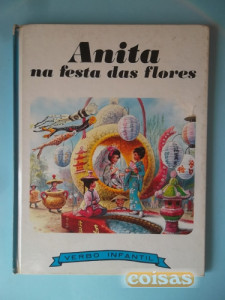 Anita
na festa das flores
VERBO INFANTIL
coisas